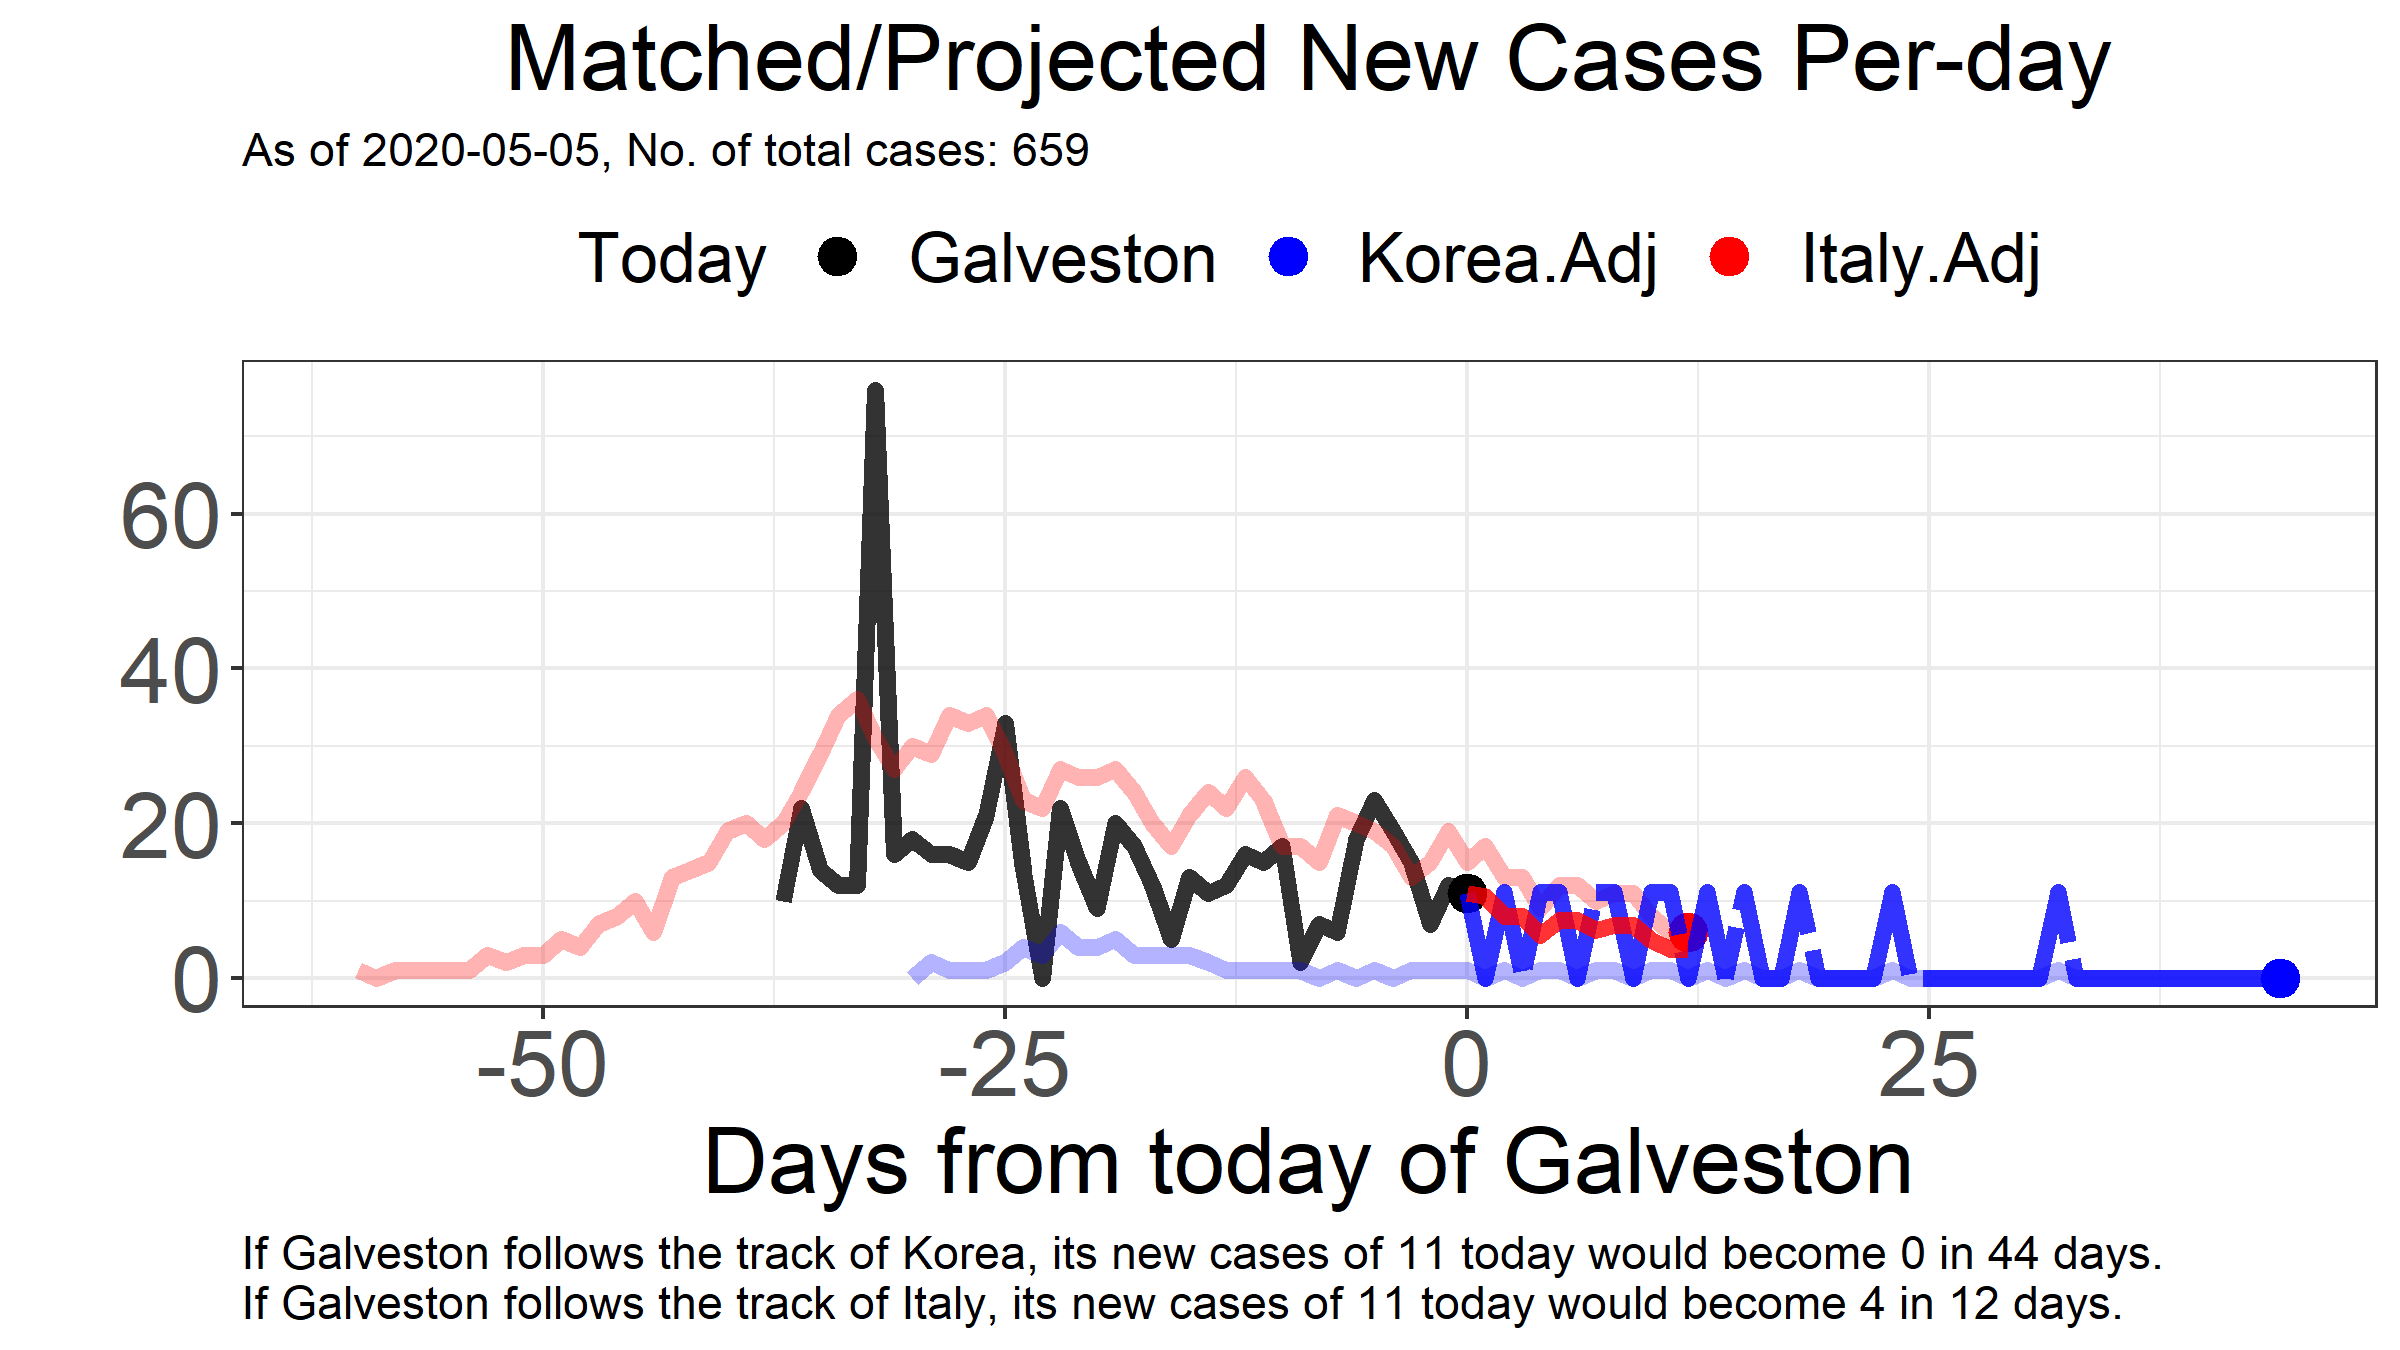 Matched/Projected New Cases Per-day
As of 2020-05-05, No. of total cases: 659
Today Galveston Korea.Adj Italy.Adj
60
40
20
0
-50 -25 0 25
Days from today of Galveston
If Galveston follows the track of Korea, its new cases of 11 today would become 0 in 44 days.
If Galveston follows the track of Italy, its new cases of 11 today would become 4 in 12 days.